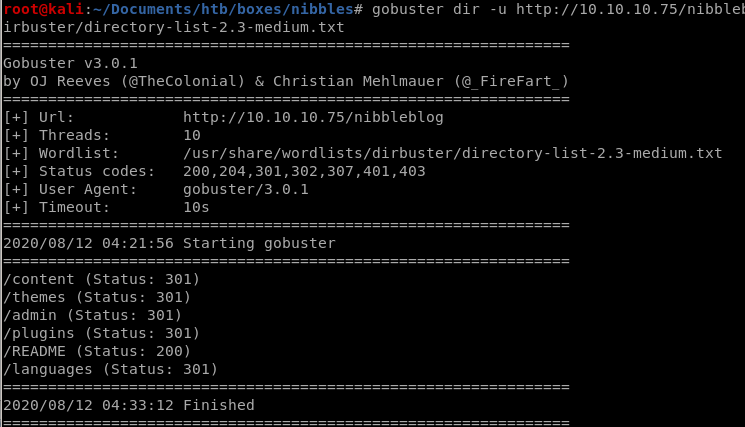 root@kali:~/Documents/htb/boxes/nibbles# gobuster dir -u http://10.10.10.75/nibbleb
irbuster/directory-list-2.3-medium.txt
===============================================================
Gobuster v3.0.1
by OJ Reeves (@TheColonial) & Christian Mehlmauer (@_FireFart_)
===============================================================
[+] Url:            http://10.10.10.75/nibbleblog
[+] Threads:        10
[+] Wordlist:       /usr/share/wordlists/dirbuster/directory-list-2.3-medium.txt
[+] Status codes:   200,204,301,302,307,401,403
[+] User Agent:     gobuster/3.0.1
[+] Timeout:        10s
===============================================================
2020/08/12 04:21:56 Starting gobuster
===============================================================
/content (Status: 301)
/themes (Status: 301)
/admin (Status: 301)
/plugins (Status: 301)
/README (Status: 200)
/languages (Status: 301)
===============================================================
2020/08/12 04:33:12 Finished
===============================================================